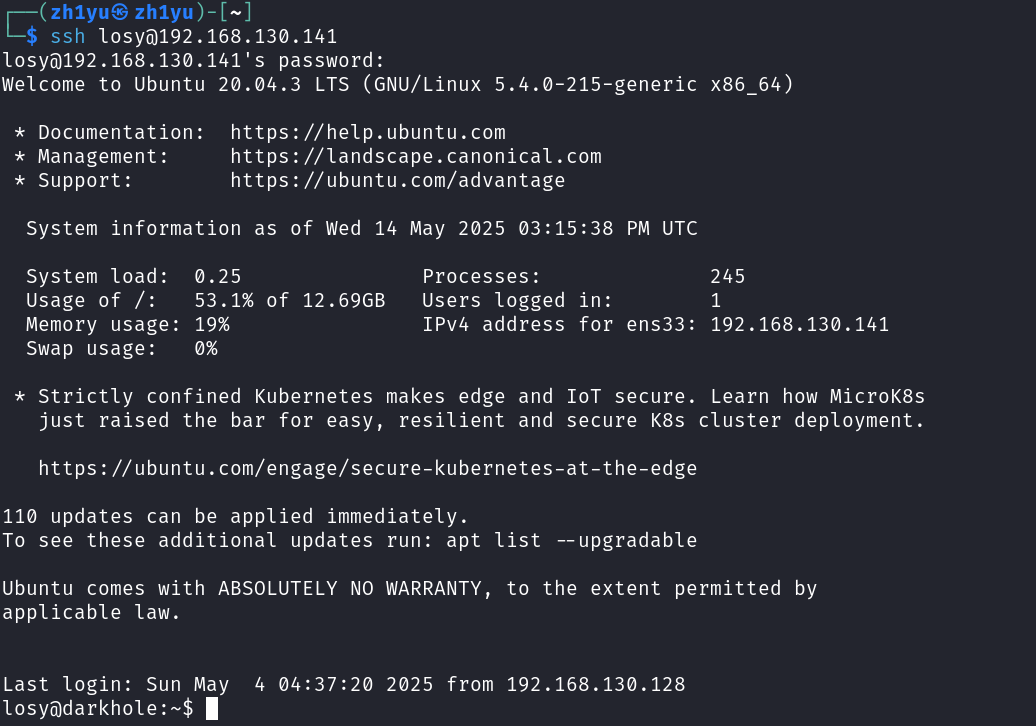 ┌──(zh1yu㉿zh1yu)-[~]
└─$ ssh losy@192.168.130.141
losy@192.168.130.141's password:
Welcome to Ubuntu 20.04.3 LTS (GNU/Linux 5.4.0-215-generic x86_64)
* Documentation:  https://help.ubuntu.com
* Management:     https://landscape.canonical.com
* Support:        https://ubuntu.com/advantage
System information as of Wed 14 May 2025 03:15:38 PM UTC
System load:  0.25               Processes:              245
Usage of /:   53.1% of 12.69GB   Users logged in:        1
Memory usage: 19%                IPv4 address for ens33: 192.168.130.141
Swap usage:   0%
* Strictly confined Kubernetes makes edge and IoT secure. Learn how MicroK8s
just raised the bar for easy, resilient and secure K8s cluster deployment.
https://ubuntu.com/engage/secure-kubernetes-at-the-edge
110 updates can be applied immediately.
To see these additional updates run: apt list --upgradable
Ubuntu comes with ABSOLUTELY NO WARRANTY, to the extent permitted by
applicable law.
Last login: Sun May  4 04:37:20 2025 from 192.168.130.128
losy@darkhole:~$